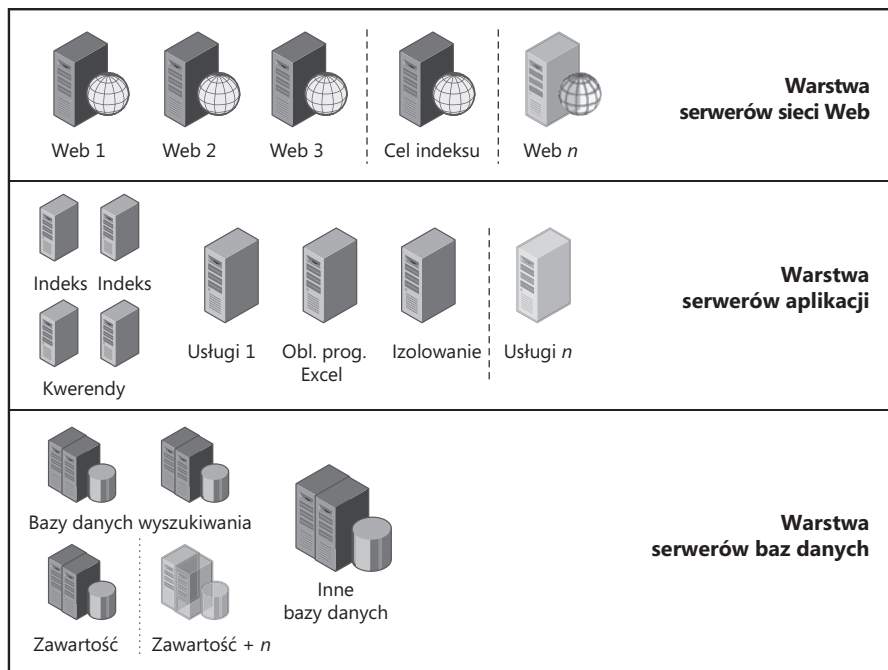 Web 1
Web 2
Web 3
Cel indeksu
Web n
Warstwa
serwerów sieci Web
Indeks
Indeks
Kwerendy
Usługi 1
Obl. prog.
Excel
Izolowanie
Usługi n
Warstwa
serwerów aplikacji
Bazy danych wyszukiwania
Zawartość
Zawartość + n
Inne
bazy danych
Warstwa
serwerów baz danych